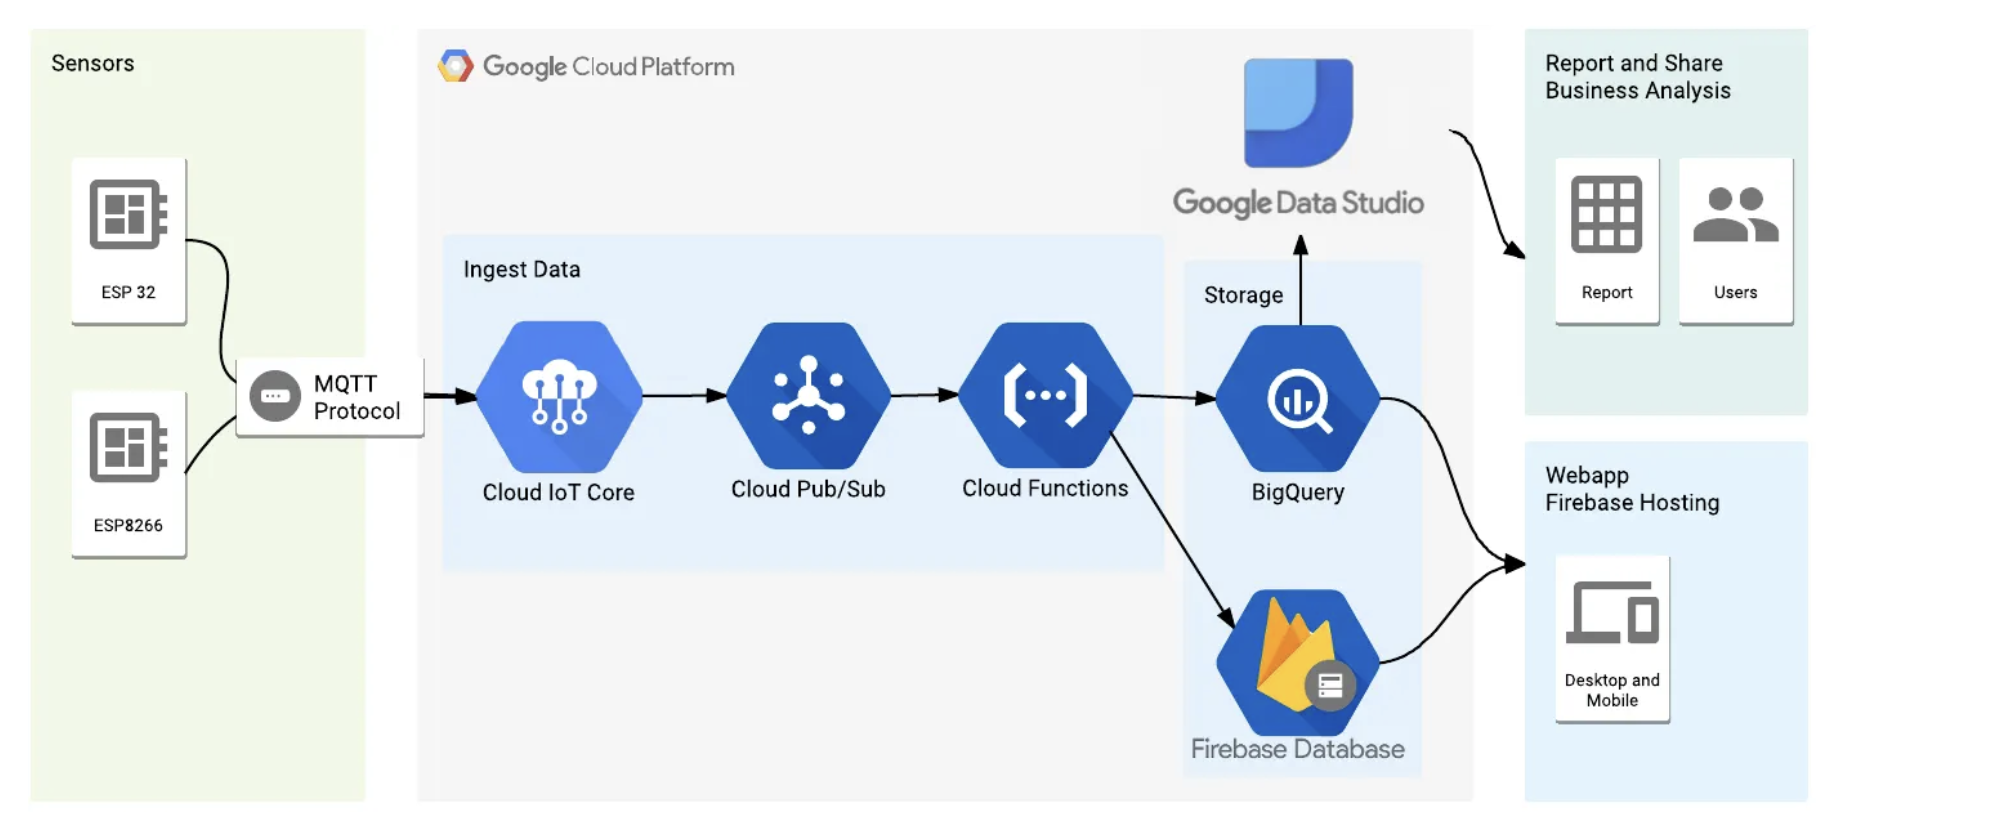 Sensors
ESP 32
ESP8266
MQTT
Protocol
Google Cloud Platform
Ingest Data
Cloud IoT Core
Cloud Pub/Sub
Cloud Functions
Google Data Studio
Storage
BigQuery
Firebase Database
Report and Share
Business Analysis
Report
Users
Webapp
Firebase Hosting
Desktop and
Mobile